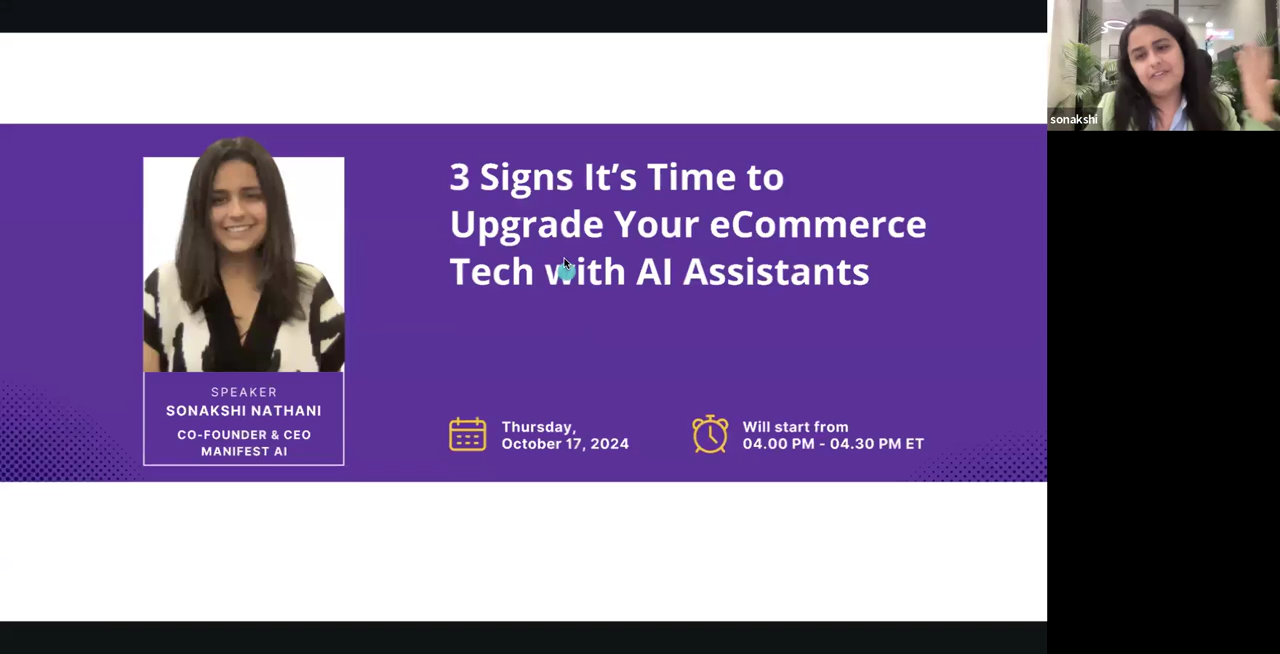 3 Signs It’s Time to
Upgrade Your eCommerce
Tech with AI Assistants
SPEAKER
SONAKSHI NATHANI
CO-FOUNDER & CEO
MANIFEST AI
Thursday,
October 17, 2024
Will start from
04.00 PM - 04.30 PM ET
sonakshi